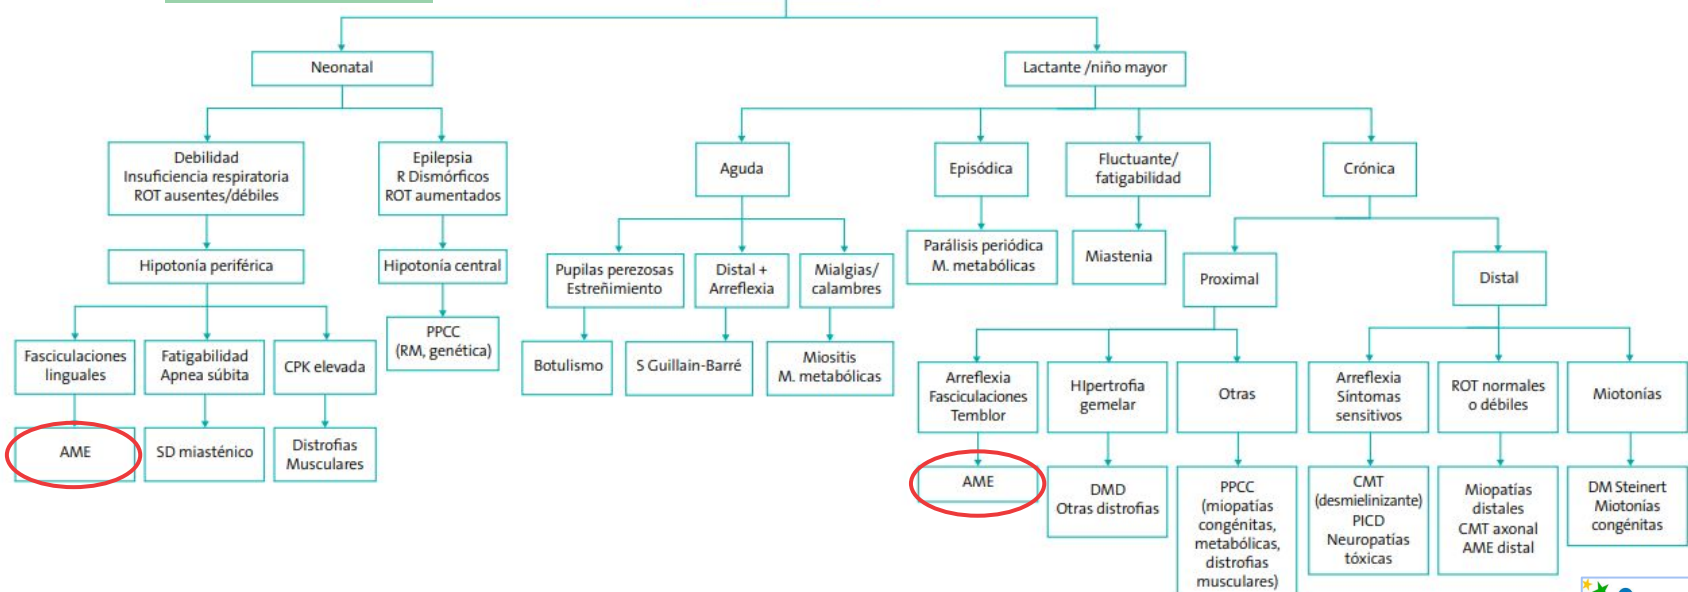 Neonatal
Lactante /niño mayor
Debilidad
Insuficiencia respiratoria
ROT ausentes/débiles
Epilepsia
R Dismórficos
ROT aumentados
Aguda
Episódica
Fluctuante/
fatigabilidad
Crónica
Hipotonía periférica
Hipotonía central
Pupilas perezosas
Estreñimiento
Distal +
Arreflexia
Mialgias/
calambres
Parálisis periódica
M. metabólicas
Miastenia
Proximal
Distal
Fasciculaciones
linguales
Fatigabilidad
Apnea súbita
CPK elevada
PPCC
(RM, genética)
Botulismo
S Guillain-Barré
Miositis
M. metabólicas
Arreflexia
Fasciculaciones
Temblor
HIpertrofia
gemelar
Otras
Arreflexia
Síntomas
sensitivos
ROT normales
o débiles
Miotonías
AME
SD miasténico
Distrofias
Musculares
AME
DMD
Otras distrofias
PPCC
(miopatías
congénitas,
metabólicas,
distrofias
musculares)
CMT
(desmielinizante)
PICD
Neuropatías
tóxicas
Miopatías
distales
CMT axonal
AME distal
DM Steinert
Miotonías
congénitas